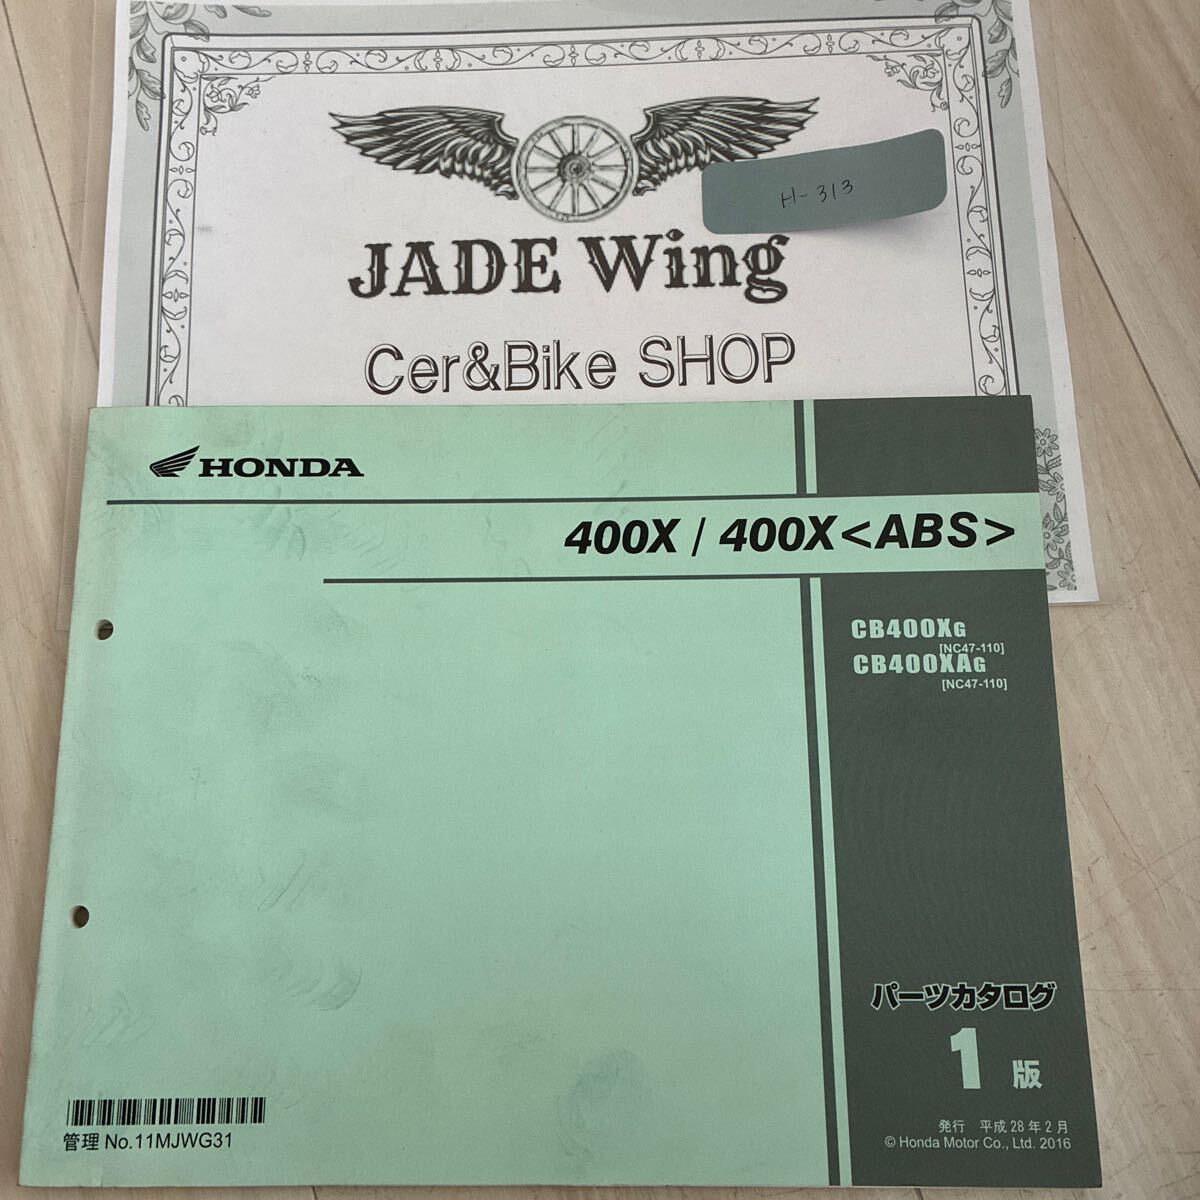 H-313
JADE Wing
Cer&Bike SHOP
HONDA
400X / 400X<ABS>
CB400XG
[NC47-110]
CB400XAG
[NC47-110]
パーツカタログ
1版
発行 平成28年2月
© Honda Motor Co., Ltd. 2016
管理 No.11MJWG31